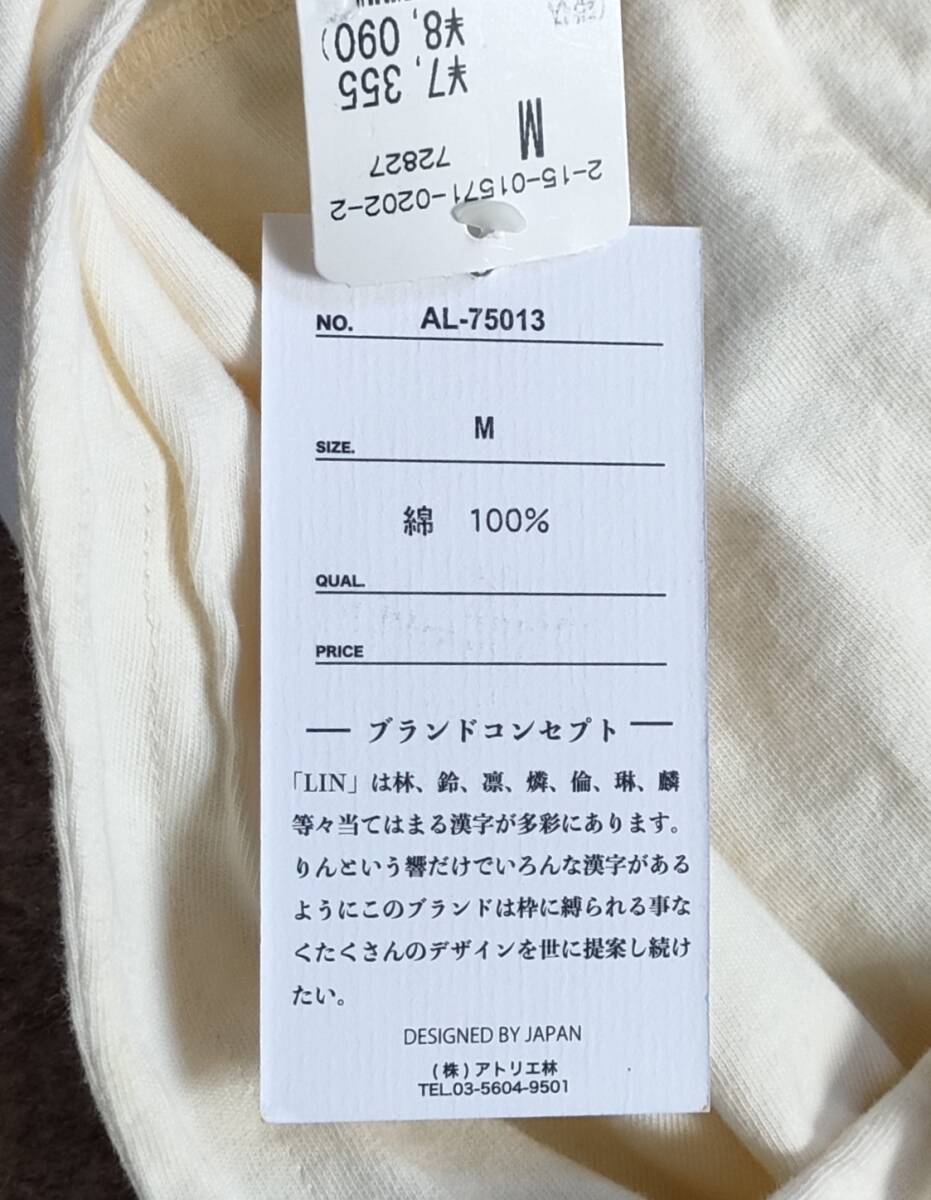 2-15-01571-0202-2
72827
M
¥7,355
¥8,090)
NO. AL-75013
SIZE. M
綿 100%
QUAL.
PRICE
ブランドコンセプト
「LIN」は林、鈴、凛、燐、倫、琳、麟
等々当てはまる漢字が多彩にあります。
りんという響だけでいろんな漢字がある
ようにこのブランドは枠に縛られる事な
くたくさんのデザインを世に提案し続け
たい。
DESIGNED BY JAPAN
(株)アトリエ林
TEL.03-5604-9501